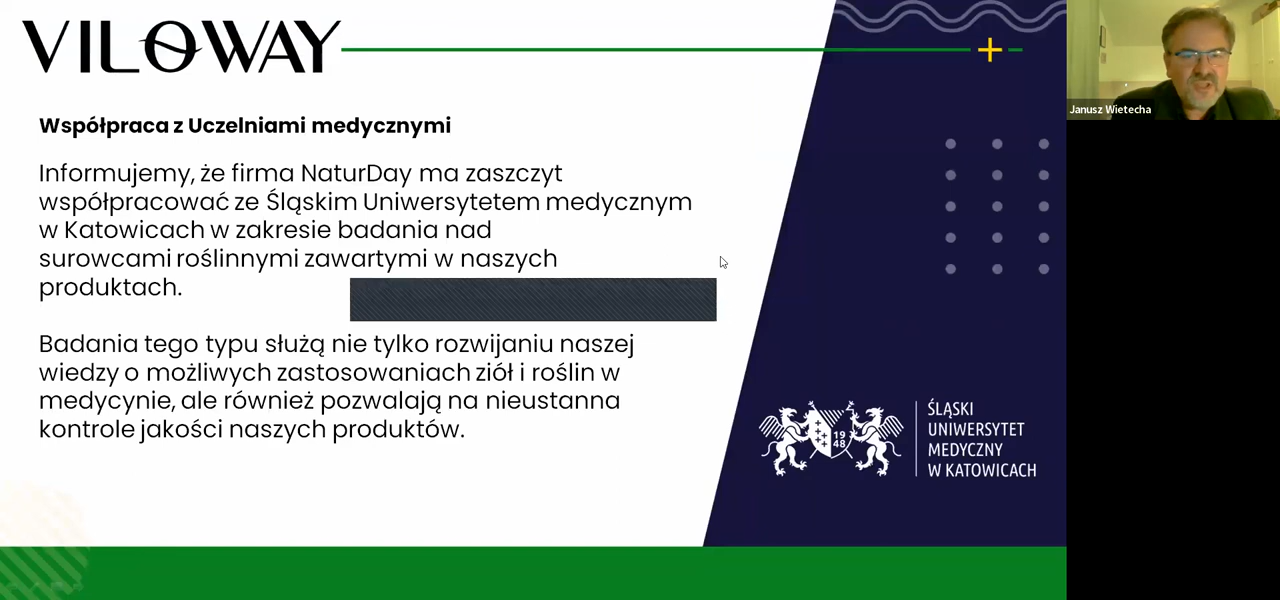 VILOWAY
Janusz Wietecha
Współpraca z Uczelniami medycznymi
Informujemy, że firma NaturDay ma zaszczyt
współpracować ze Śląskim Uniwersytetem medycznym
w Katowicach w zakresie badania nad
surowcami roślinnymi zawartymi w naszych
produktach.
Badania tego typu służą nie tylko rozwijaniu naszej
wiedzy o możliwych zastosowaniach ziół i roślin w
medycynie, ale również pozwalają na nieustanna
kontrole jakości naszych produktów.
19
48
ŚLĄSKI
UNIWERSYTET
MEDYCZNY
W KATOWICACH